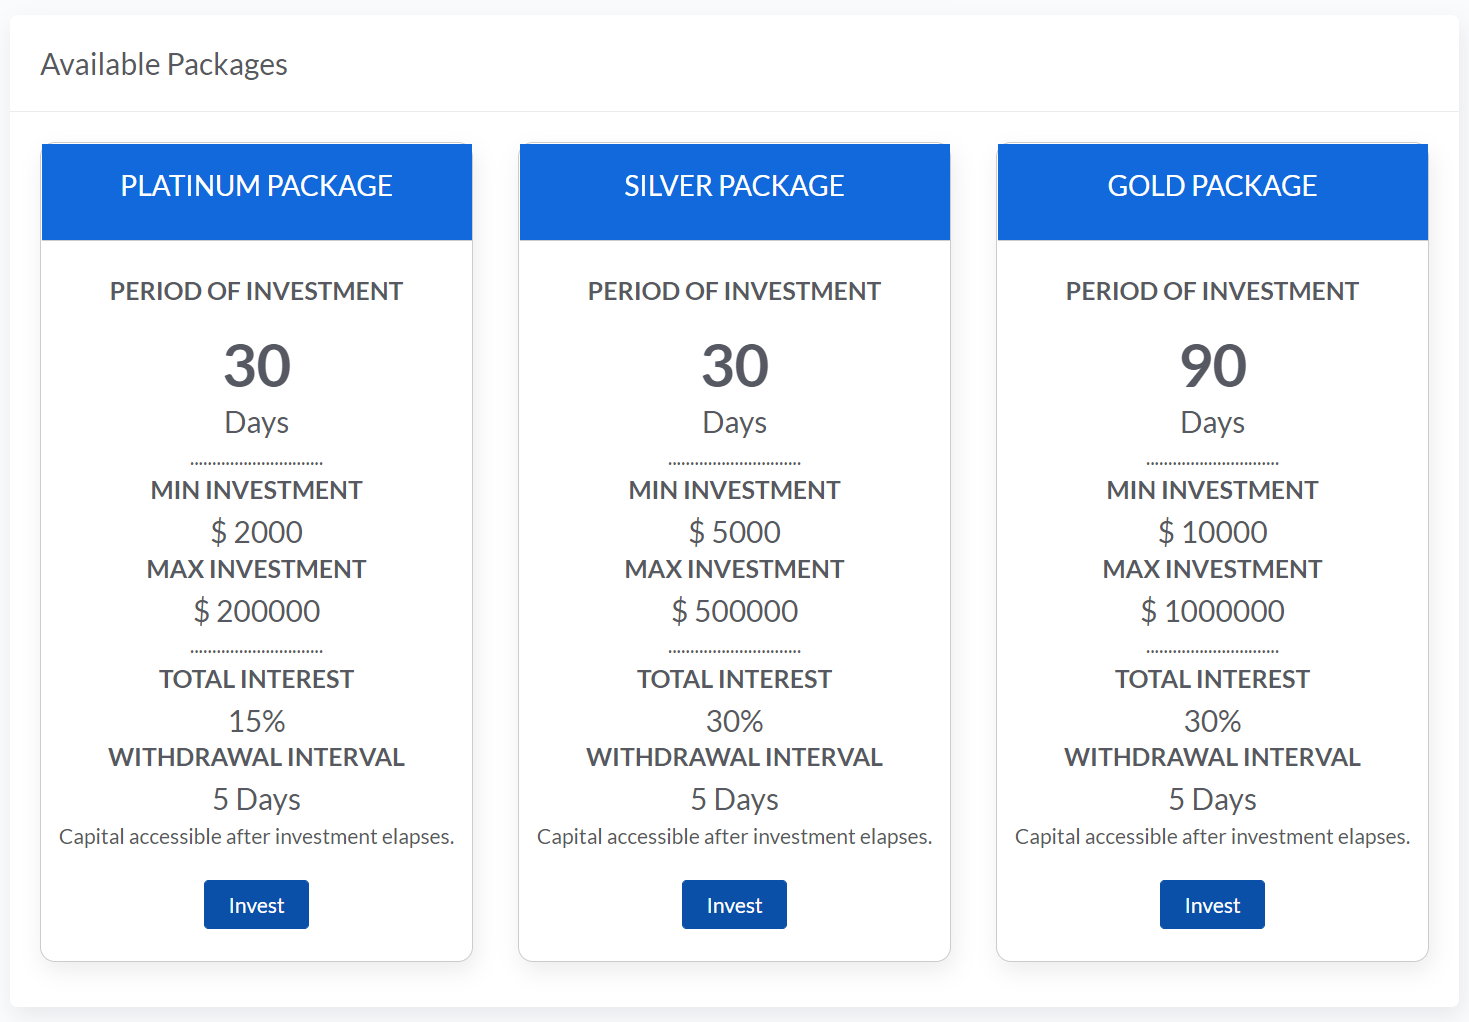 Available Packages
PLATINUM PACKAGE
PERIOD OF INVESTMENT
30
Days
..............................
MIN INVESTMENT
$ 2000
MAX INVESTMENT
$ 200000
..............................
TOTAL INTEREST
15%
WITHDRAWAL INTERVAL
5 Days
Capital accessible after investment elapses.
Invest
SILVER PACKAGE
PERIOD OF INVESTMENT
30
Days
..............................
MIN INVESTMENT
$ 5000
MAX INVESTMENT
$ 500000
..............................
TOTAL INTEREST
30%
WITHDRAWAL INTERVAL
5 Days
Capital accessible after investment elapses.
Invest
GOLD PACKAGE
PERIOD OF INVESTMENT
90
Days
..............................
MIN INVESTMENT
$ 10000
MAX INVESTMENT
$ 1000000
..............................
TOTAL INTEREST
30%
WITHDRAWAL INTERVAL
5 Days
Capital accessible after investment elapses.
Invest